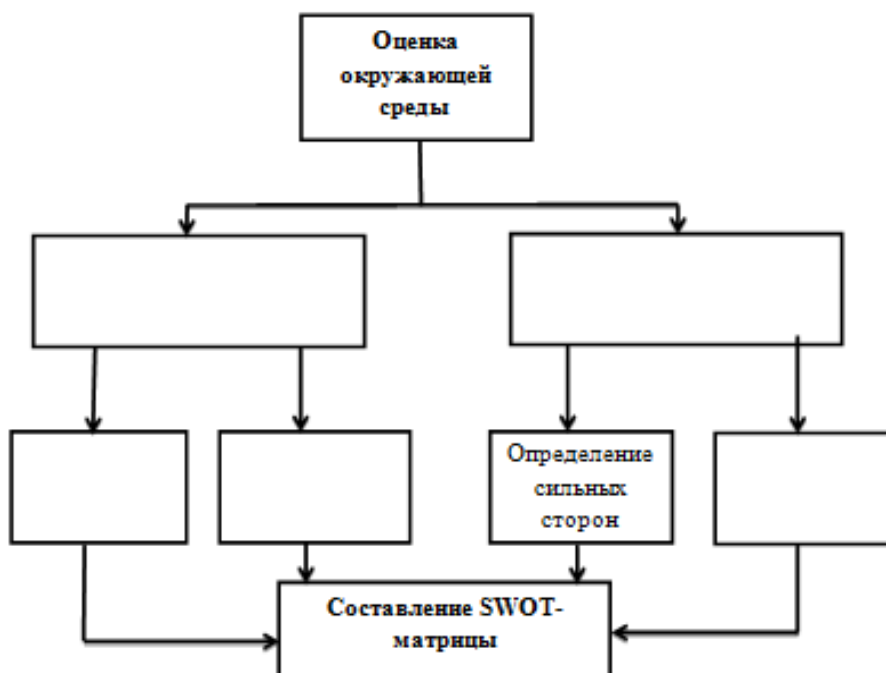 Оценка
окружающей
среды
Определение
сильных
сторон
Составление SWOT-
матрицы